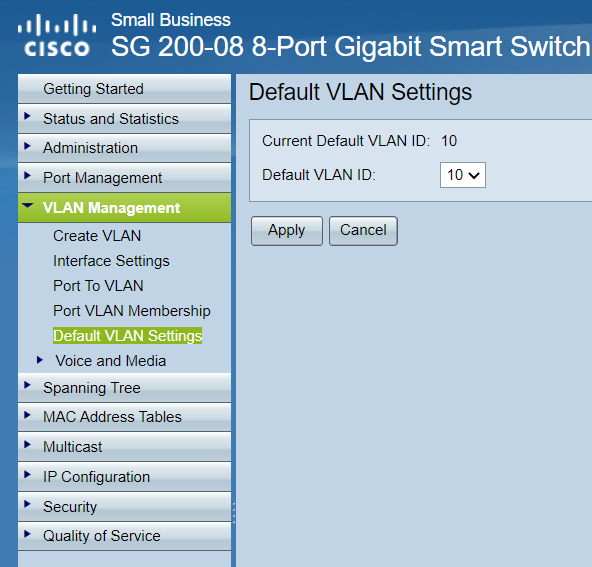 Small Business
CISCO
SG 200-08 8-Port Gigabit Smart Switch
Getting Started
Status and Statistics
Administration
Port Management
VLAN Management
Create VLAN
Interface Settings
Port To VLAN
Port VLAN Membership
Default VLAN Settings
Voice and Media
Spanning Tree
MAC Address Tables
Multicast
IP Configuration
Security
Quality of Service
Default VLAN Settings
Current Default VLAN ID: 10
Default VLAN ID: 10
Apply Cancel